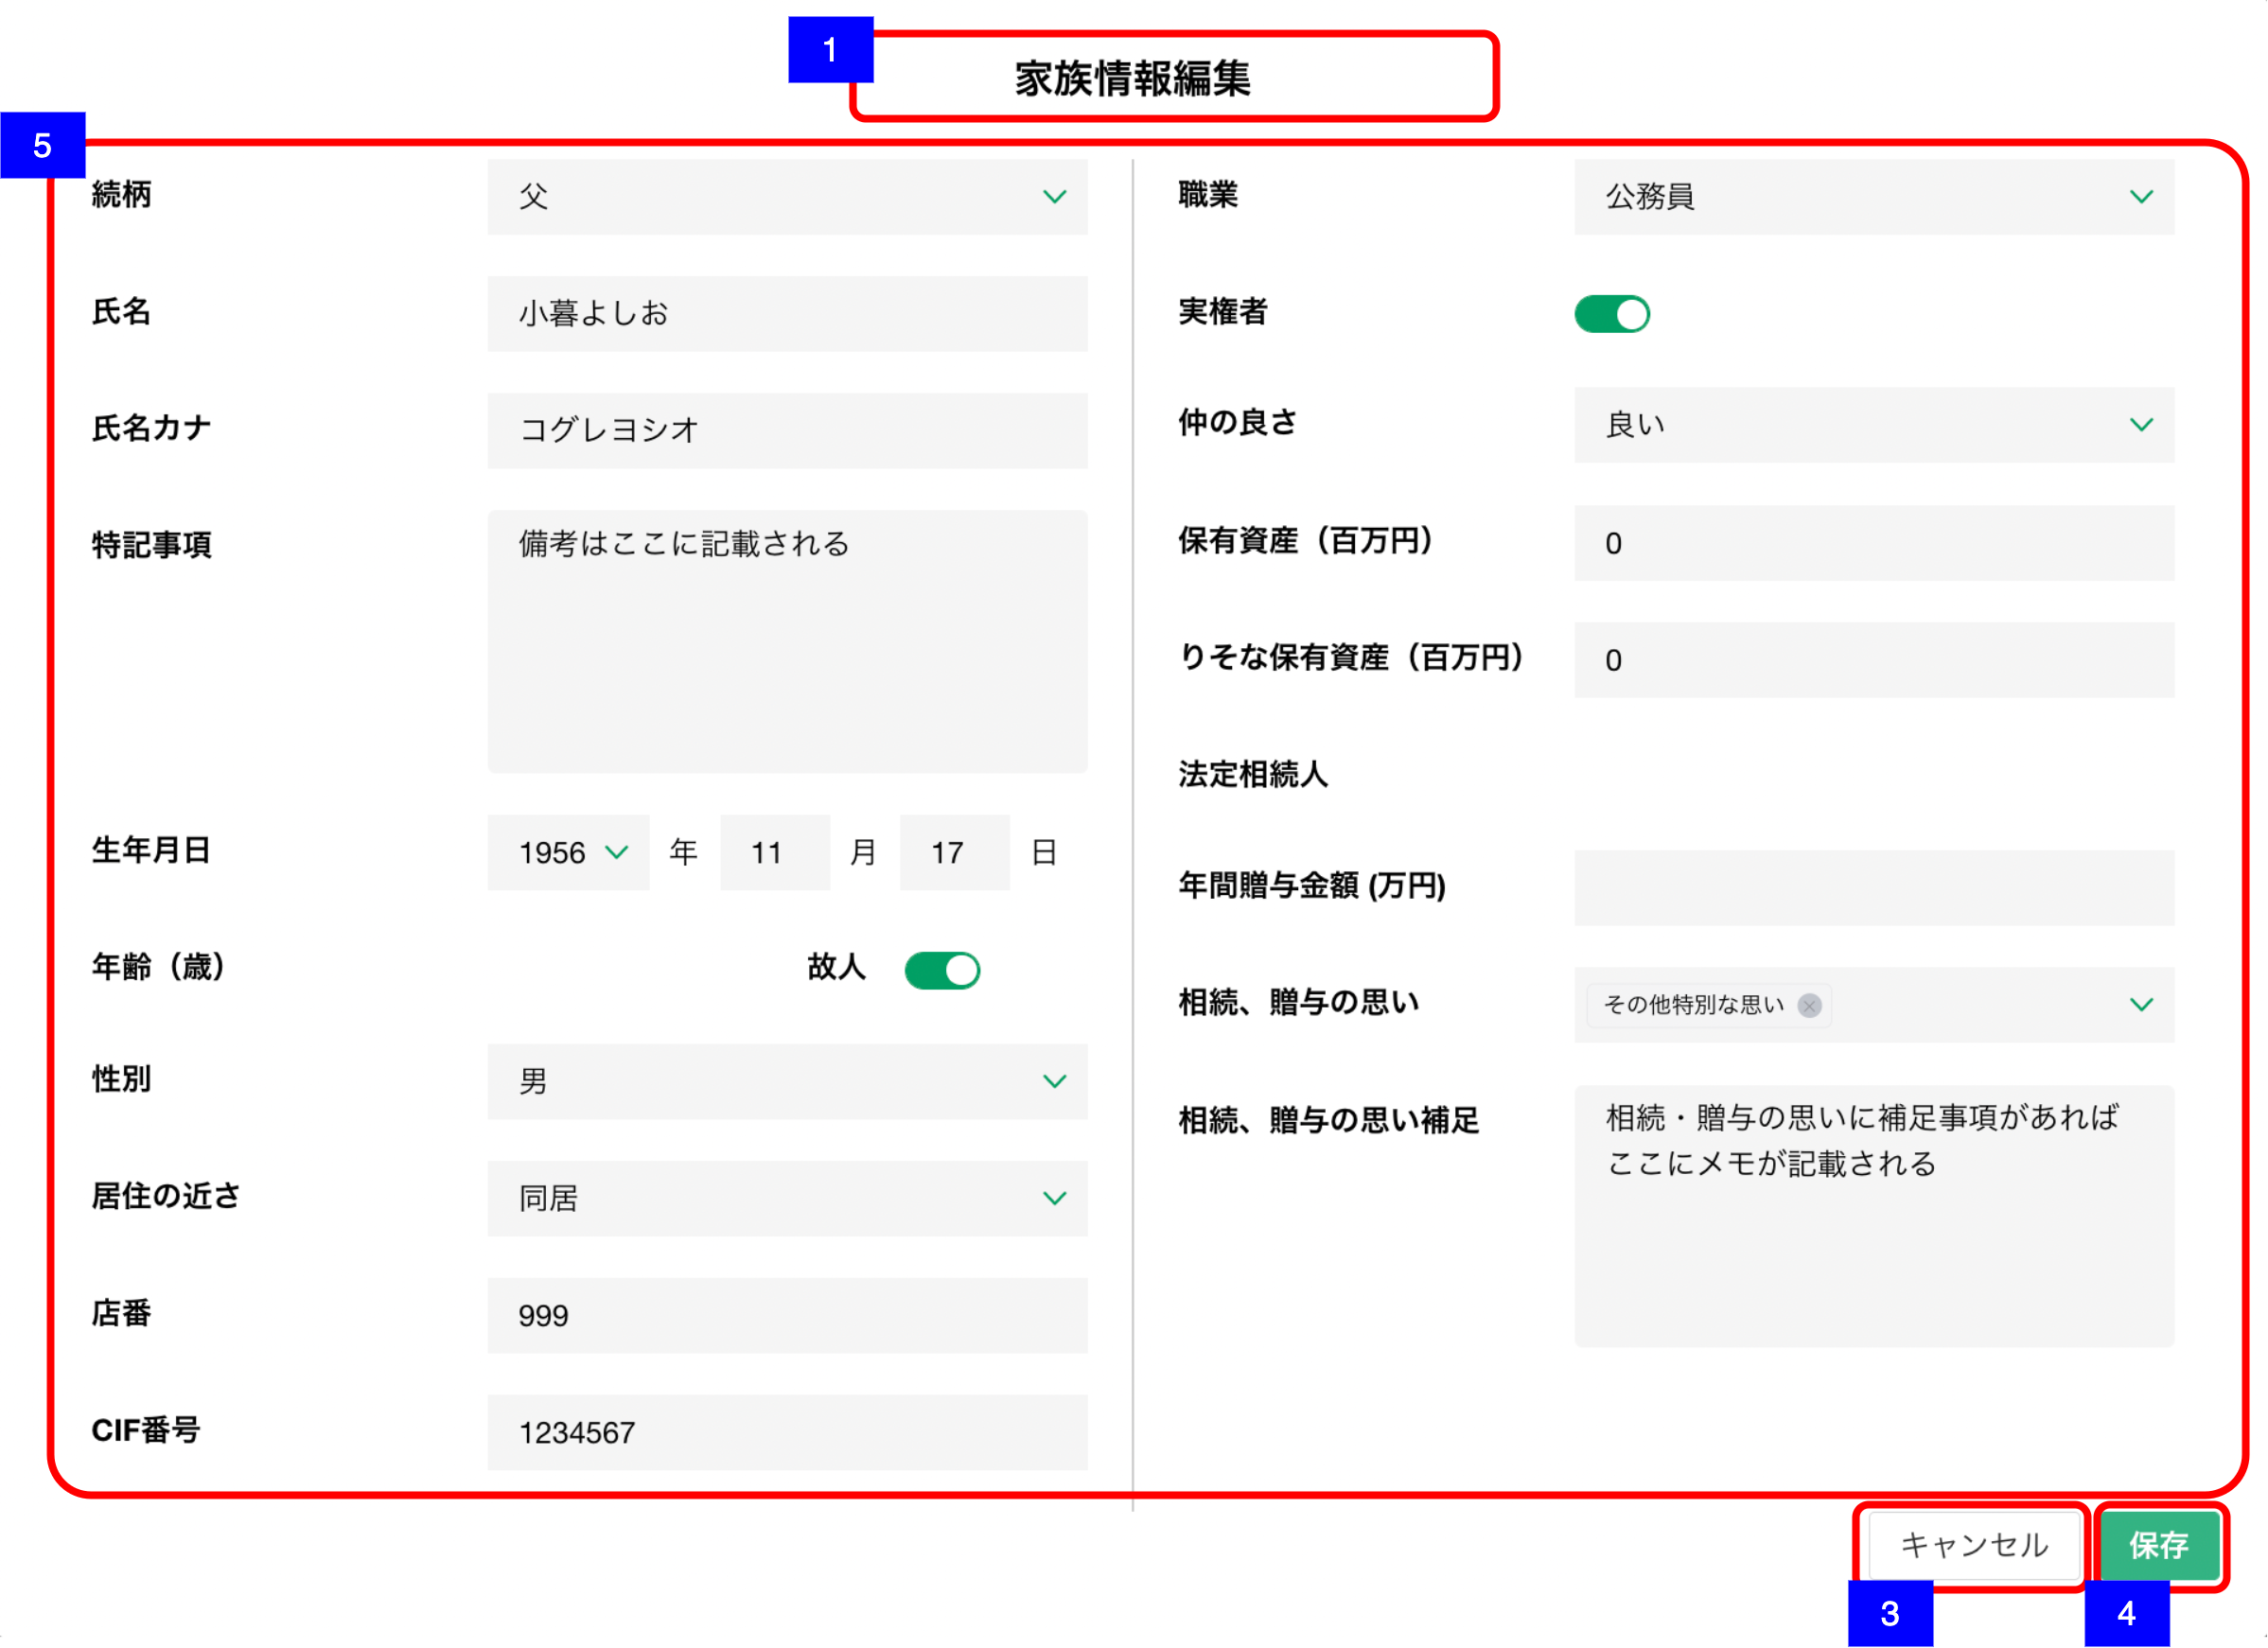 1
家族情報編集
5
続柄
父
氏名
小暮よしお
氏名カナ
コグレヨシオ
特記事項
備考はここに記載される
生年月日
1956 年 11 月 17 日
年齢（歳）
故人
性別
男
居住の近さ
同居
店番
999
CIF番号
1234567
職業
公務員
実権者
仲の良さ
良い
保有資産（百万円）
0
りそな保有資産（百万円）
0
法定相続人
年間贈与金額 (万円)
相続、贈与の思い
その他特別な思い
相続、贈与の思い補足
相続・贈与の思いに補足事項があれば
ここにメモが記載される
キャンセル
保存
3
4